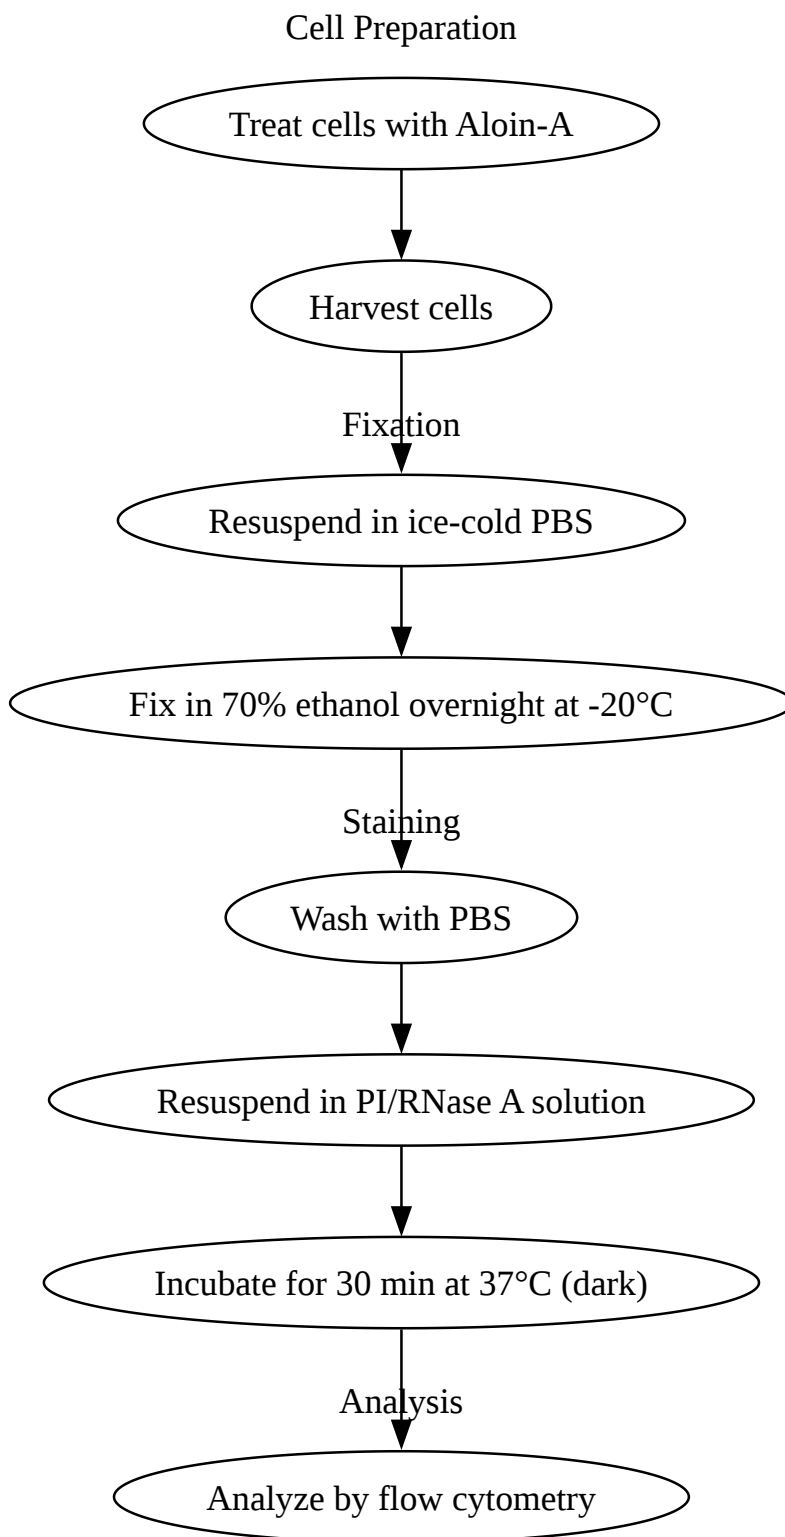 Cell Preparation
Treat cells with Aloin-A
Harvest cells
Fixation
Resuspend in ice-cold PBS
Fix in 70% ethanol overnight at -20°C
Staining
Wash with PBS
Resuspend in PI/RNase A solution
Incubate for 30 min at 37°C (dark)
Analysis
Analyze by flow cytometry